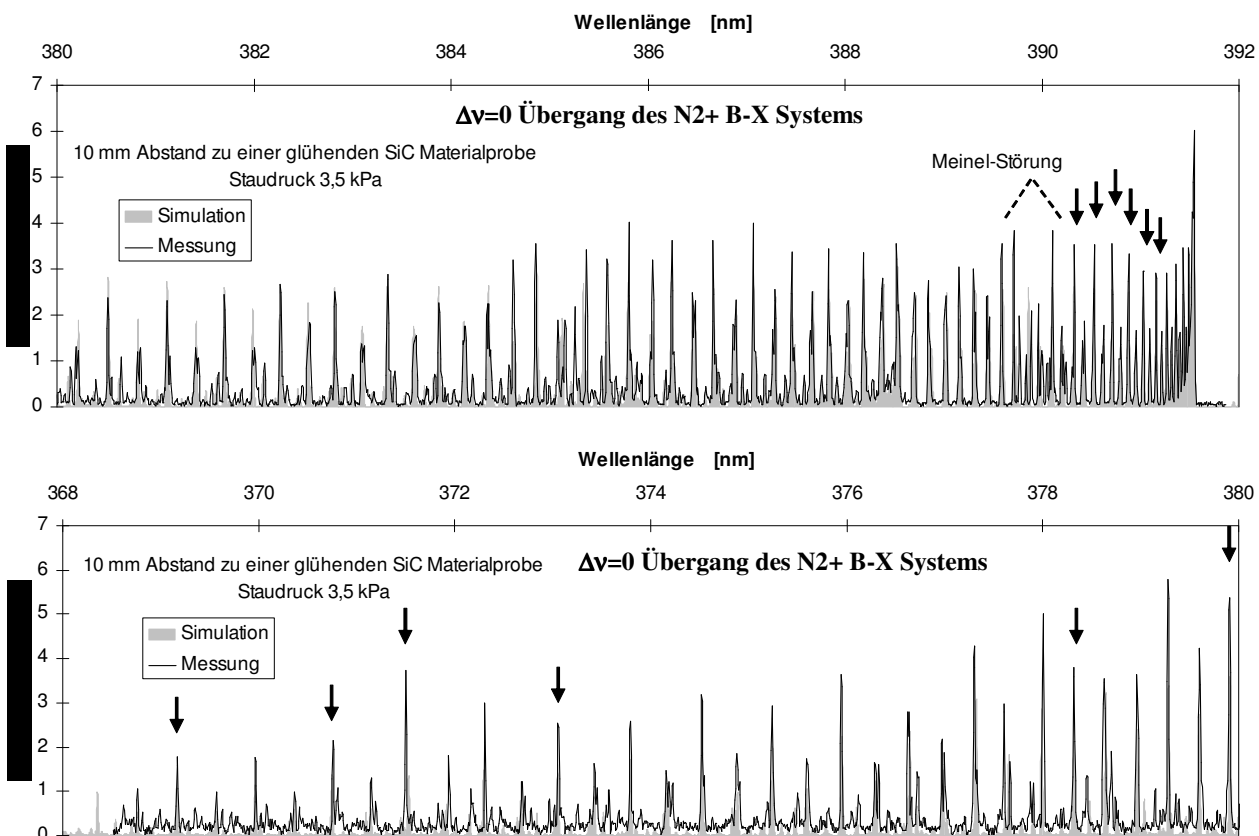 Wellenlänge [nm]
380 382 384 386 388 390 392
7
Δν=0 Übergang des N2+ B-X Systems
6
10 mm Abstand zu einer glühenden SiC Materialprobe
Meinel-Störung
Staudruck 3,5 kPa
5
Simulation
4
Messung
3
2
1
0
Wellenlänge [nm]
368 370 372 374 376 378 380
7
10 mm Abstand zu einer glühenden SiC Materialprobe
Δν=0 Übergang des N2+ B-X Systems
6
Staudruck 3,5 kPa
5
Simulation
Messung
4
3
2
1
0